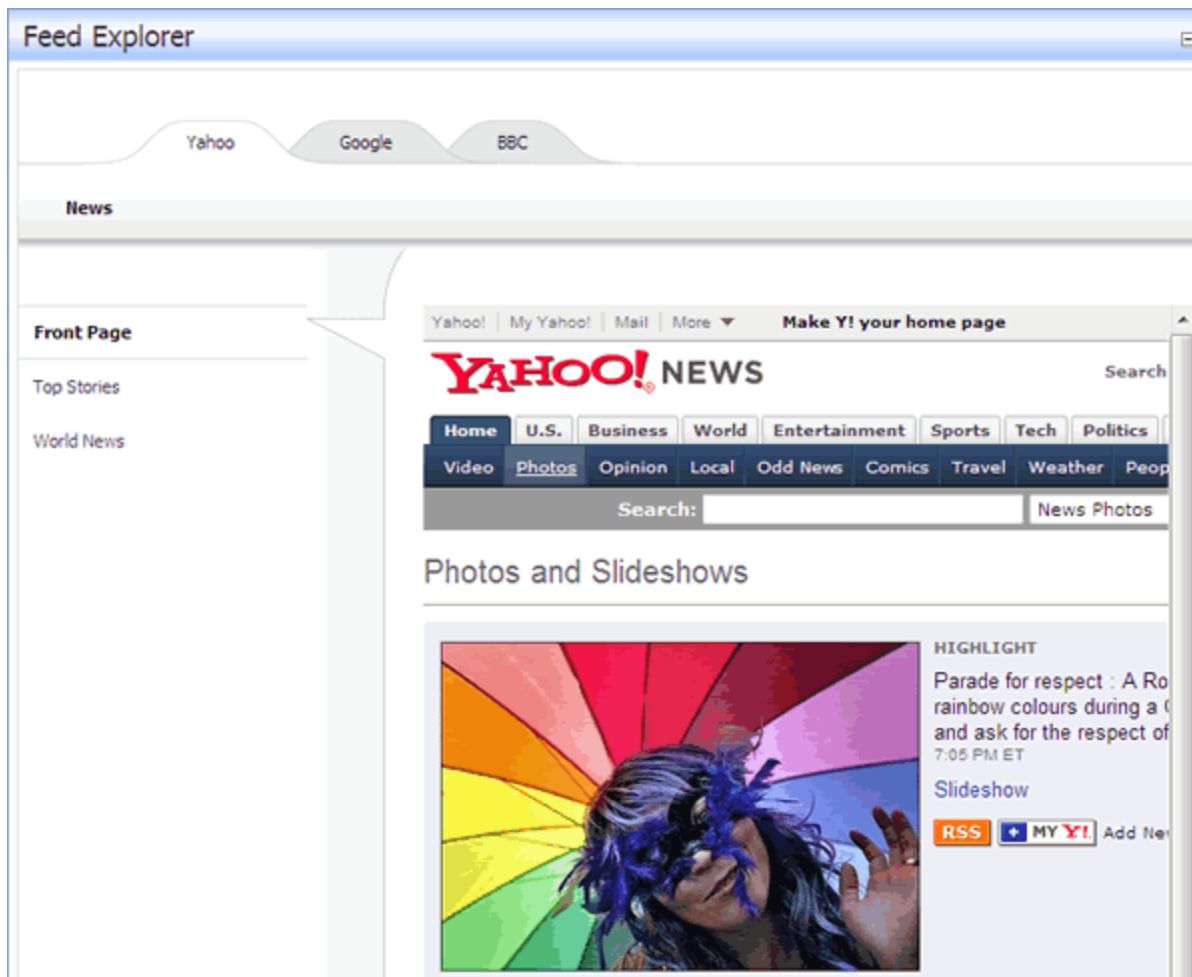 Feed Explorer
Yahoo Google BBC
News
Front Page
Top Stories
World News
Yahoo! My Yahoo! Mail More Make Y! your home page
YAHOO! NEWS Search
Home U.S. Business World Entertainment Sports Tech Politics
Video Photos Opinion Local Odd News Comics Travel Weather
Search: News Photos
Photos and Slideshows
HIGHLIGHT
Parade for respect : A
rainbow colours during a
and ask for the respect of
7:05 PM ET
Slideshow
RSS + MY Y!. Add